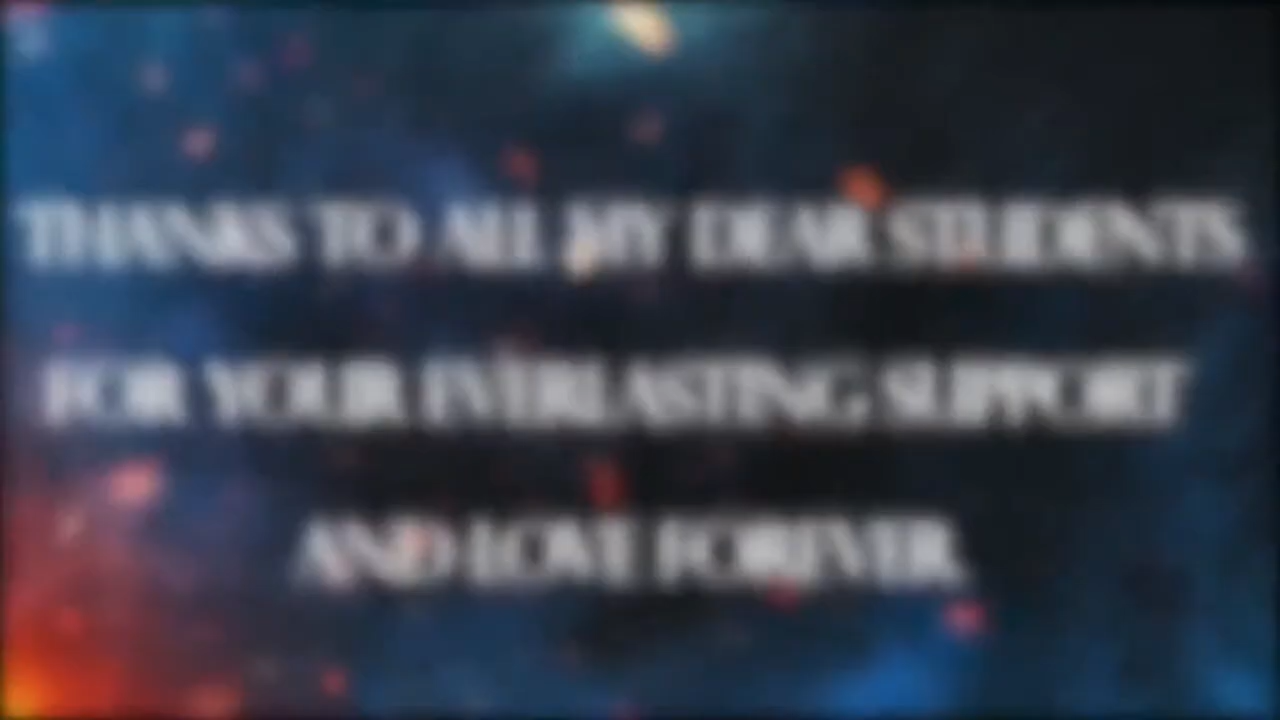 THANKS TO ALL MY DEAR STUDENTS
FOR YOUR EVERLASTING SUPPORT
AND LOVE FOREVER